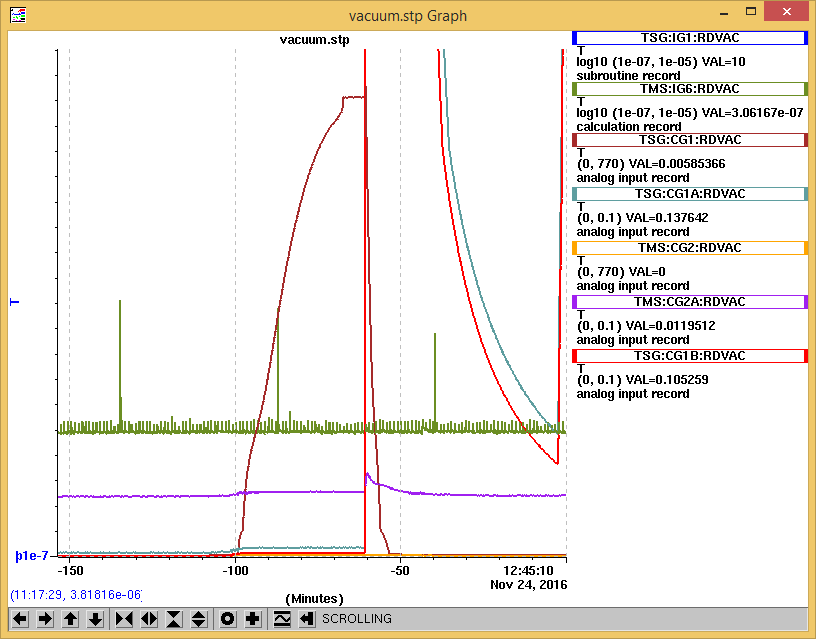 vacuum.stp Graph
vacuum.stp
T
þ1e-7
-150
-100
-50
12:45:10
Nov 24, 2016
(Minutes)
(11:17:29, 3.81816e-06)
TSG:IG1:RDVAC
T
log10 (1e-07, 1e-05) VAL=10
subroutine record
TMS:IG6:RDVAC
T
log10 (1e-07, 1e-05) VAL=3.06167e-07
calculation record
TSG:CG1:RDVAC
T
(0, 770) VAL=0.00585366
analog input record
TSG:CG1A:RDVAC
T
(0, 0.1) VAL=0.137642
analog input record
TMS:CG2:RDVAC
T
(0, 770) VAL=0
analog input record
TMS:CG2A:RDVAC
T
(0, 0.1) VAL=0.0119512
analog input record
TSG:CG1B:RDVAC
T
(0, 0.1) VAL=0.105259
analog input record
SCROLLING